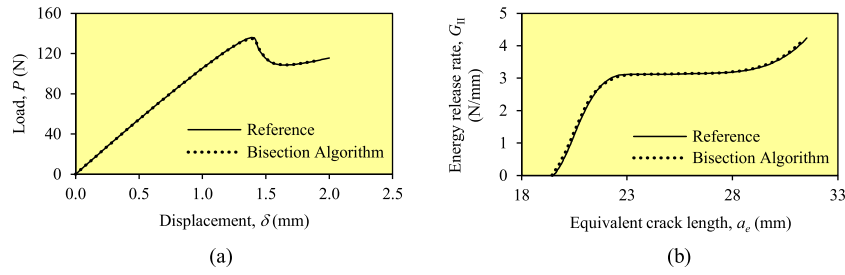 160
120
80
40
0
Load, P (N)
Reference
Bisection Algorithm
0.0 0.5 1.0 1.5 2.0 2.5
Displacement, δ (mm)
(a)
5
4
3
2
1
0
Energy release rate, G_II
(N/mm)
Reference
Bisection Algorithm
18 23 28 33
Equivalent crack length, a_e (mm)
(b)